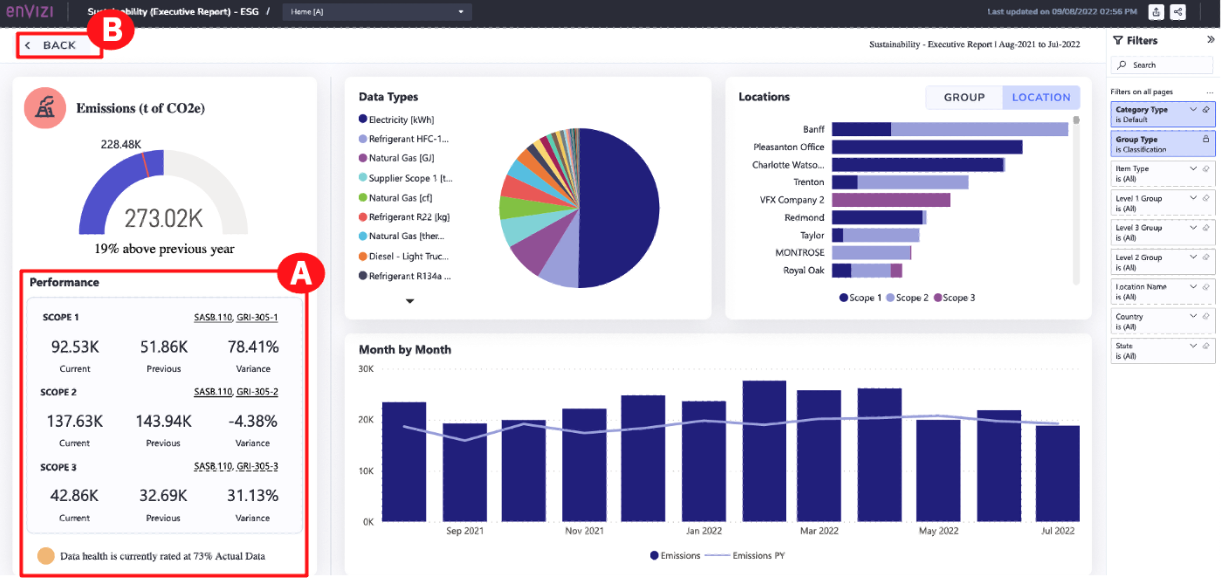 enVIZI
Sustainability (Executive Report) - ESG /
Heme [A]
Last updated on 09/08/2022 02:56 PM
B
BACK
Sustainability - Executive Report | Aug-2021 to Jul-2022
Filters
Search
Filters on all pages
...
Category Type
is Default
Group Type
is Classification
Item Type
is (All)
Level 1 Group
is (All)
Level 3 Group
is (All)
Level 2 Group
is (All)
Location Name
is (All)
Country
is (All)
State
is (All)
Emissions (t of CO2e)
228.48K
273.02K
19% above previous year
A
Performance
SCOPE 1 SASB.110, GRI-305-1
92.53K 51.86K 78.41%
Current Previous Variance
SCOPE 2 SASB.110, GRI-305-2
137.63K 143.94K -4.38%
Current Previous Variance
SCOPE 3 SASB.110, GRI-305-3
42.86K 32.69K 31.13%
Current Previous Variance
Data health is currently rated at 73% Actual Data
Data Types
Electricity [kWh]
Refrigerant HFC-1...
Natural Gas [GJ]
Supplier Scope 1 [t...
Natural Gas [cf]
Refrigerant R22 [kg]
Natural Gas [ther...
Diesel - Light Truc...
Refrigerant R134a ...
Locations
GROUP LOCATION
Banff
Pleasanton Office
Charlotte Watso...
Trenton
VFX Company 2
Redmond
Taylor
MONTROSE
Royal Oak
Scope 1 Scope 2 Scope 3
Month by Month
30K
20K
10K
0K
Sep 2021 Nov 2021 Jan 2022 Mar 2022 May 2022 Jul 2022
Emissions Emissions PY